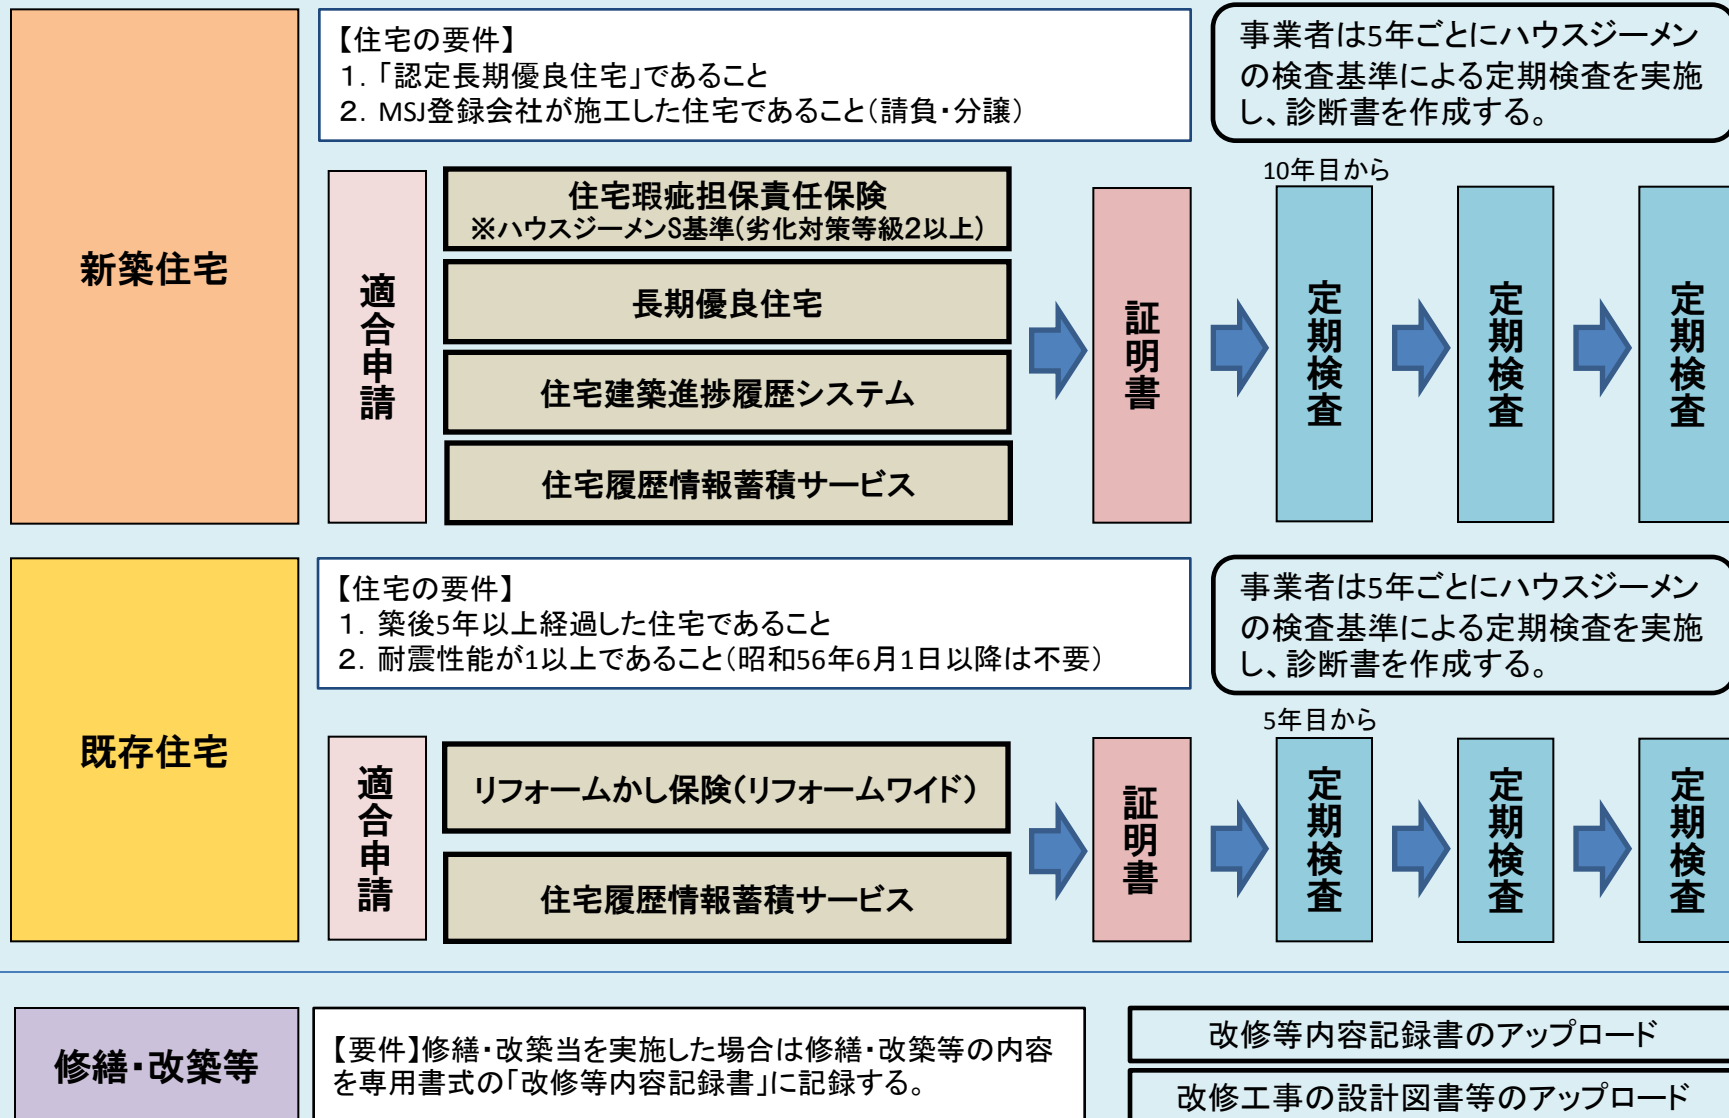 新築住宅
【住宅の要件】
1.「認定長期優良住宅」であること
2. MSJ登録会社が施工した住宅であること(請負・分譲)
事業者は5年ごとにハウスジーメン
の検査基準による定期検査を実施
し、診断書を作成する。
適合申請
住宅瑕疵担保責任保険
※ハウスジーメンS基準(劣化対策等級2以上)
長期優良住宅
住宅建築進捗履歴システム
住宅履歴情報蓄積サービス
証明書
10年目から
定期検査
定期検査
定期検査
既存住宅
【住宅の要件】
1. 築後5年以上経過した住宅であること
2. 耐震性能が1以上であること(昭和56年6月1日以降は不要)
事業者は5年ごとにハウスジーメン
の検査基準による定期検査を実施
し、診断書を作成する。
適合申請
リフォームかし保険(リフォームワイド)
住宅履歴情報蓄積サービス
証明書
5年目から
定期検査
定期検査
定期検査
修繕・改築等
【要件】修繕・改築当を実施した場合は修繕・改築等の内容
を専用書式の「改修等内容記録書」に記録する。
改修等内容記録書のアップロード
改修工事の設計図書等のアップロード